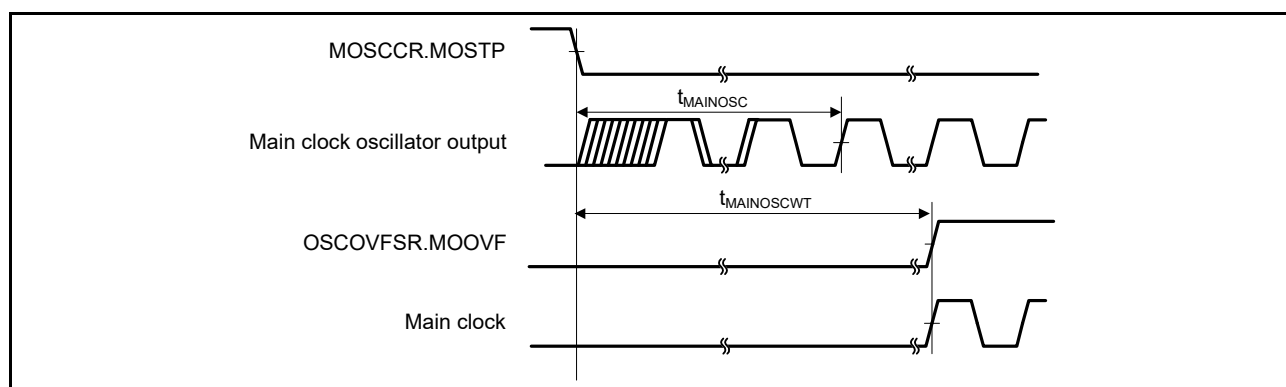 MOSCCR.MOSTP
tMAINOSC
Main clock oscillator output
tMAINOSCWT
OSCOVFSR.MOOVF
Main clock